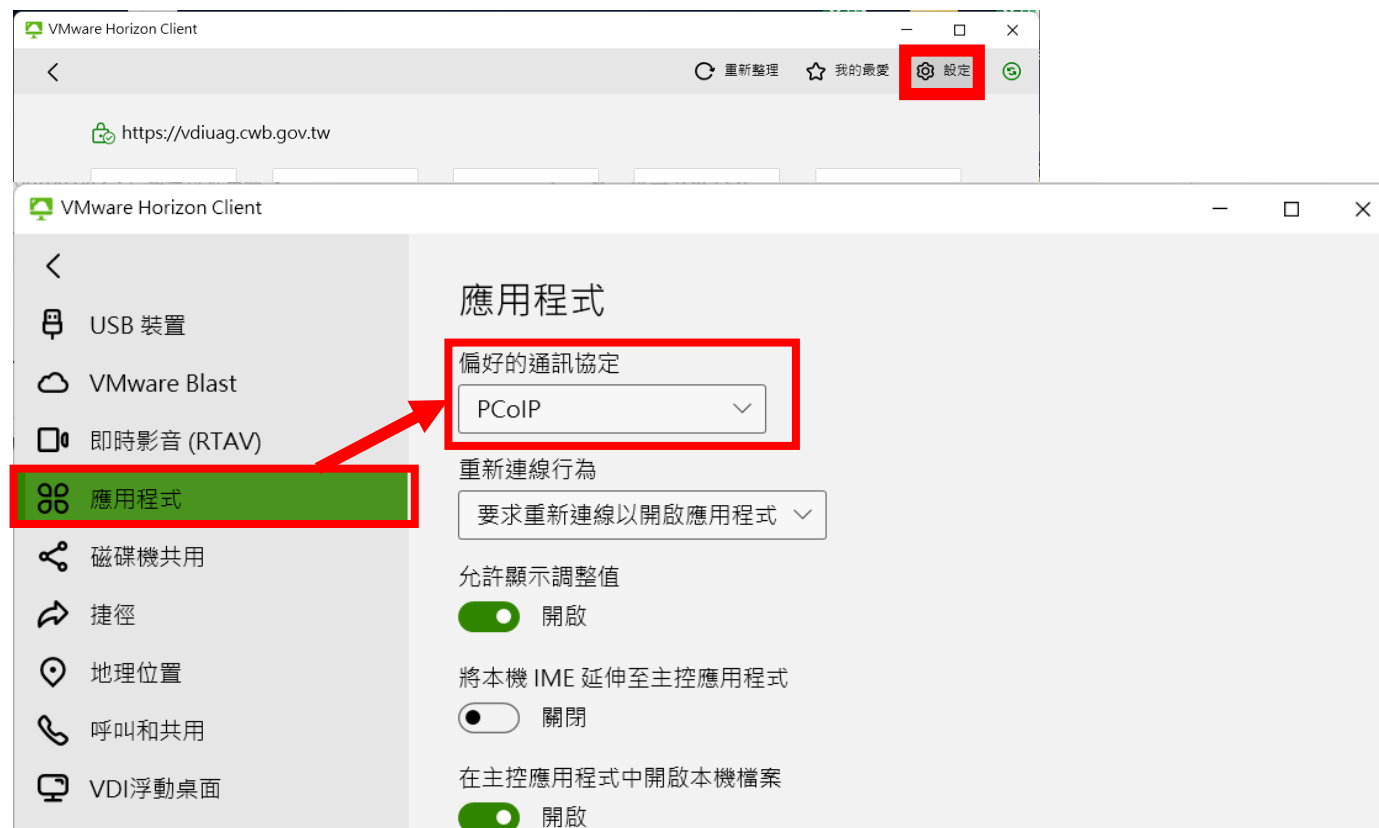 VMware Horizon Client
重新整理
我的最愛
設定
https://vdiuag.cwb.gov.tw
VMware Horizon Client
USB 裝置
VMware Blast
即時影音 (RTAV)
應用程式
磁碟機共用
捷徑
地理位置
呼叫和共用
VDI浮動桌面
應用程式
偏好的通訊協定
PCoIP
重新連線行為
要求重新連線以開啟應用程式
允許顯示調整值
開啟
將本機 IME 延伸至主控應用程式
關閉
在主控應用程式中開啟本機檔案
開啟